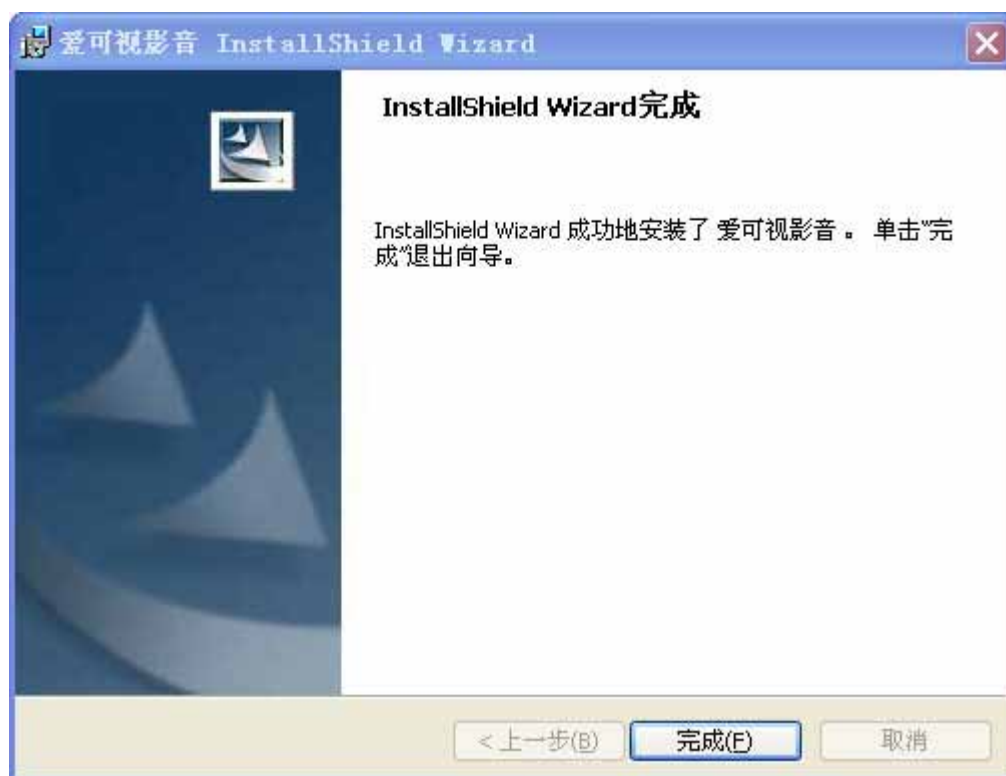 爱可视影音 InstallShield Wizard
InstallShield Wizard完成
InstallShield Wizard 成功地安装了 爱可视影音 。 单击“完
成”退出向导。
<上一步(B)
完成(F)
取消